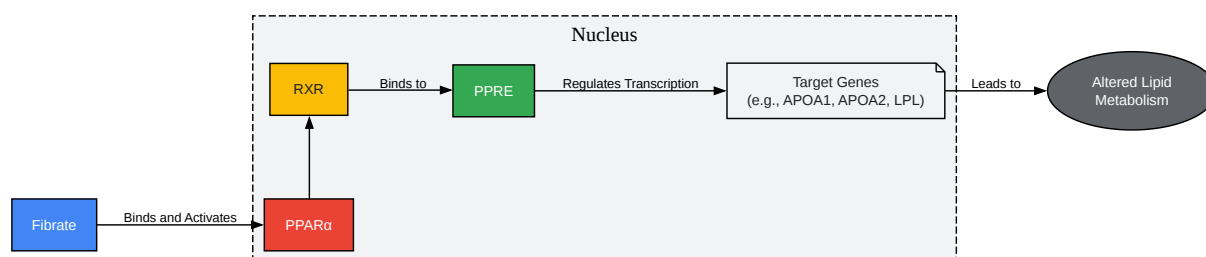 Nucleus
RXR
Binds to
PPRE
Regulates Transcription
Target Genes
(e.g., APOA1, APOA2, LPL)
Leads to
Altered Lipid
Metabolism
Fibrate
Binds and Activates
PPARα